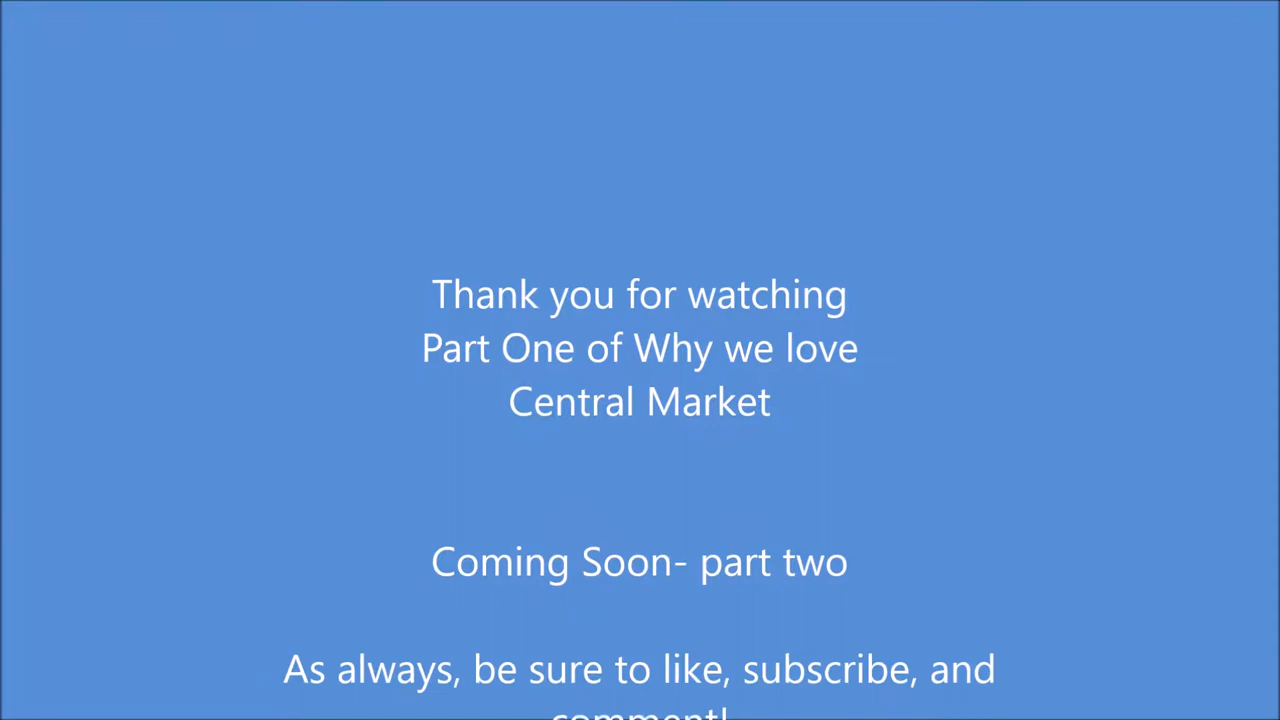 Thank you for watching
Part One of Why we love
Central Market
Coming Soon- part two
As always, be sure to like, subscribe, and
comment!